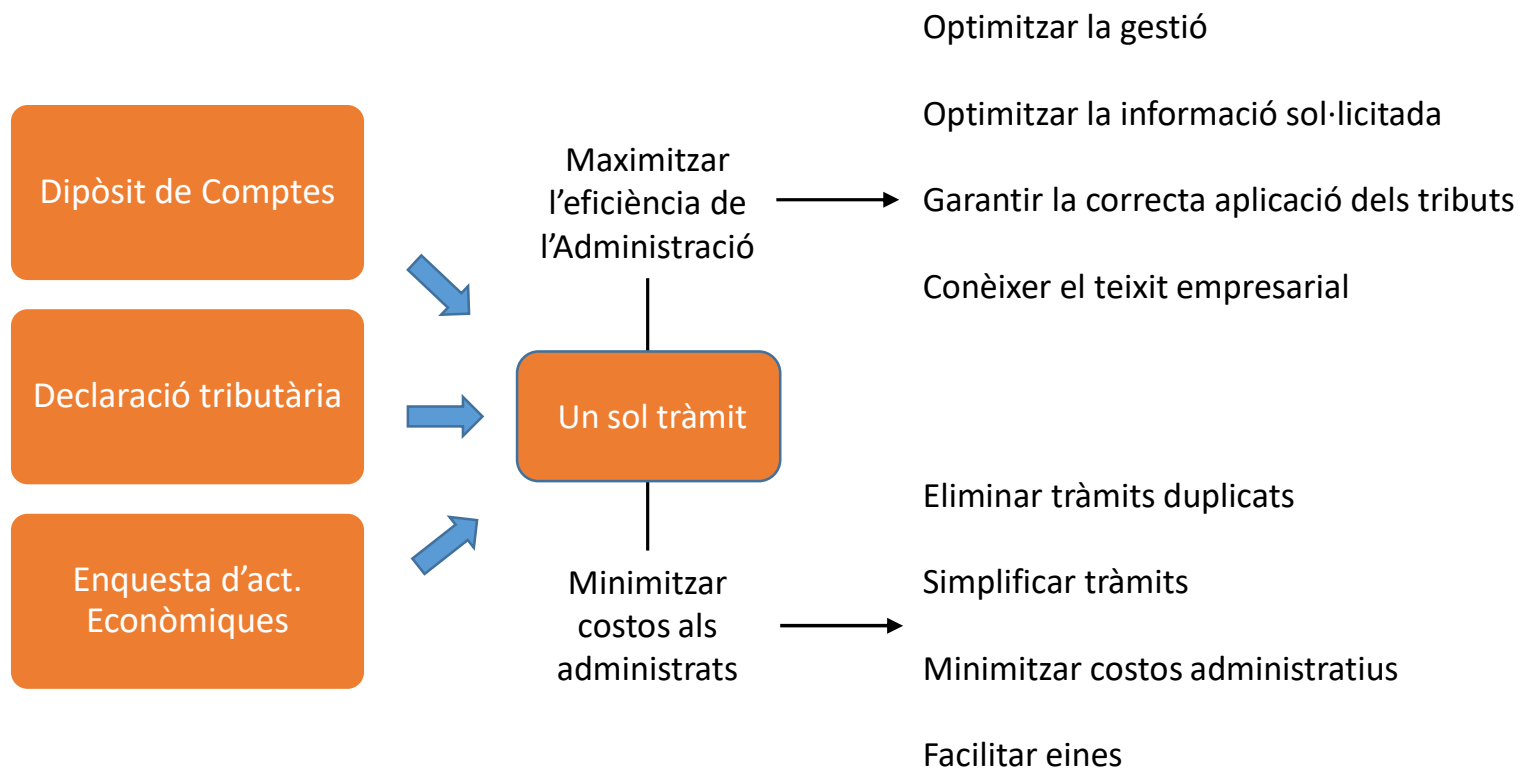 Dipòsit de Comptes
Declaració tributària
Enquesta d'act.
Econòmiques
Maximitzar
l'eficiència de
l'Administració
Un sol tràmit
Minimitzar
costos als
administrats
Optimitzar la gestió
Optimitzar la informació sol·licitada
Garantir la correcta aplicació dels tributs
Conèixer el teixit empresarial
Eliminar tràmits duplicats
Simplificar tràmits
Minimitzar costos administratius
Facilitar eines